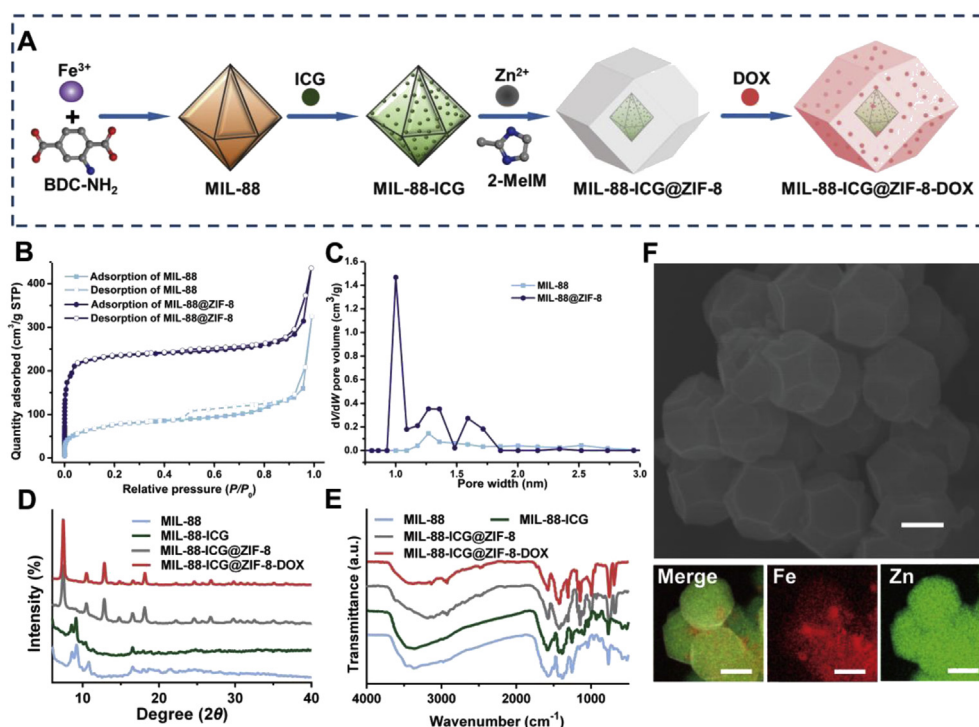 A
Fe3+
+
BDC-NH2
MIL-88
ICG
MIL-88-ICG
Zn2+
2-MeIM
MIL-88-ICG@ZIF-8
DOX
MIL-88-ICG@ZIF-8-DOX
B
Adsorption of MIL-88
Desorption of MIL-88
Adsorption of MIL-88@ZIF-8
Desorption of MIL-88@ZIF-8
Quantity adsorbed (cm3/g STP)
400
300
200
100
0
0.0 0.2 0.4 0.6 0.8 1.0
Relative pressure (P/P0)
C
MIL-88
MIL-88@ZIF-8
dV/dW pore volume (cm3/g)
1.8
1.5
1.2
0.9
0.6
0.3
0.0
1.0 1.5 2.0 2.5 3.0
Pore width (nm)
D
MIL-88
MIL-88-ICG
MIL-88-ICG@ZIF-8
MIL-88-ICG@ZIF-8-DOX
Intensity (%)
10 20 30 40
Degree (2θ)
E
MIL-88 MIL-88-ICG
MIL-88-ICG@ZIF-8
MIL-88-ICG@ZIF-8-DOX
Transmittance (a.u.)
4000 3000 2000 1000
Wavenumber (cm-1)
F
Merge
Fe
Zn